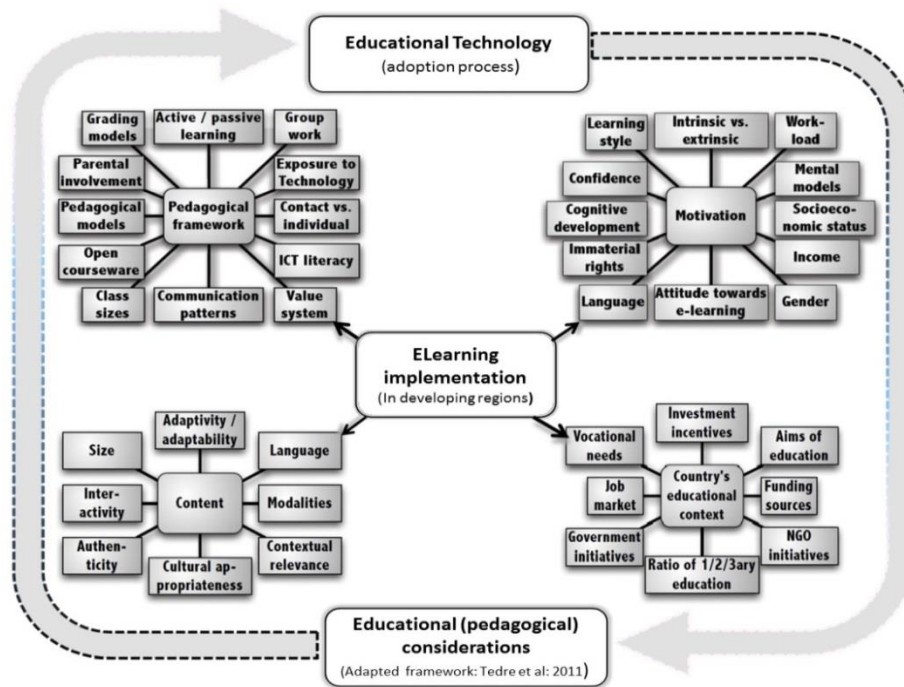 Educational Technology
(adoption process)
Grading
models
Active / passive
learning
Group
work
Parental
involvement
Exposure to
Technology
Pedagogical
models
Pedagogical
framework
Contact vs.
individual
Open
courseware
ICT literacy
Class
sizes
Communication
patterns
Value
system
Learning
style
Intrinsic vs.
extrinsic
Work-
load
Confidence
Mental
models
Cognitive
development
Motivation
Socioeco-
nomic status
Immaterial
rights
Income
Language
Attitude towards
e-learning
Gender
ELearning
implementation
(In developing regions)
Size
Adaptivity /
adaptability
Language
Inter-
activity
Content
Modalities
Authen-
ticity
Cultural ap-
propriateness
Contextual
relevance
Vocational
needs
Investment
incentives
Aims of
education
Job
market
Country's
educational
context
Funding
sources
Government
initiatives
Ratio of 1/2/3ary
education
NGO
initiatives
Educational (pedagogical)
considerations
(Adapted framework: Tedre et al: 2011)